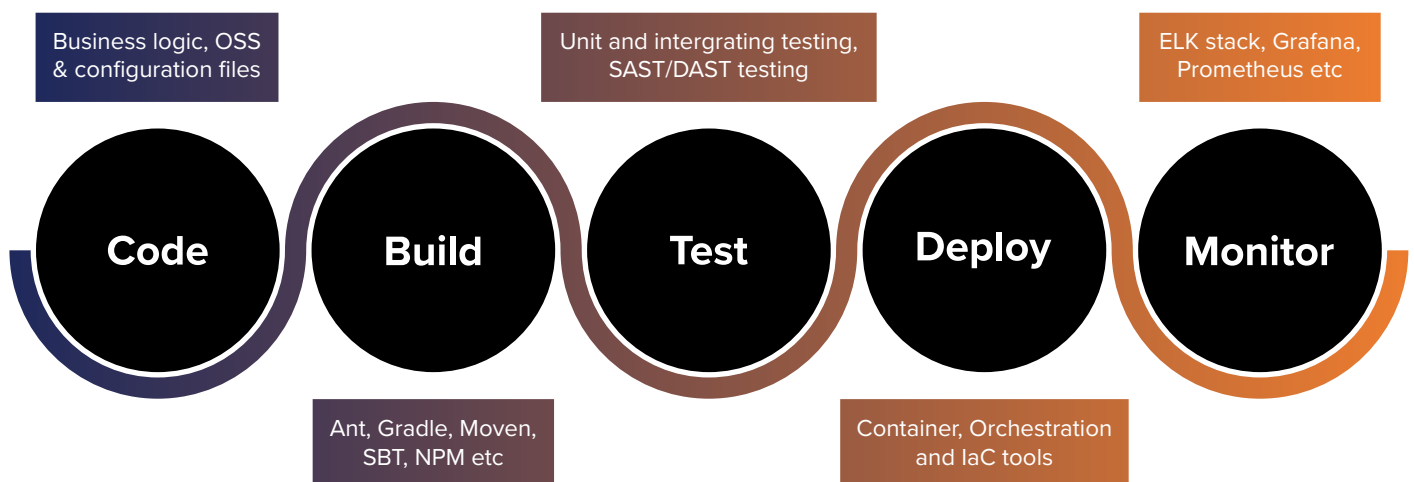 Business logic, OSS
& configuration files
Unit and intergrating testing,
SAST/DAST testing
ELK stack, Grafana,
Prometheus etc
Code
Build
Test
Deploy
Monitor
Ant, Gradle, Moven,
SBT, NPM etc
Container, Orchestration
and IaC tools